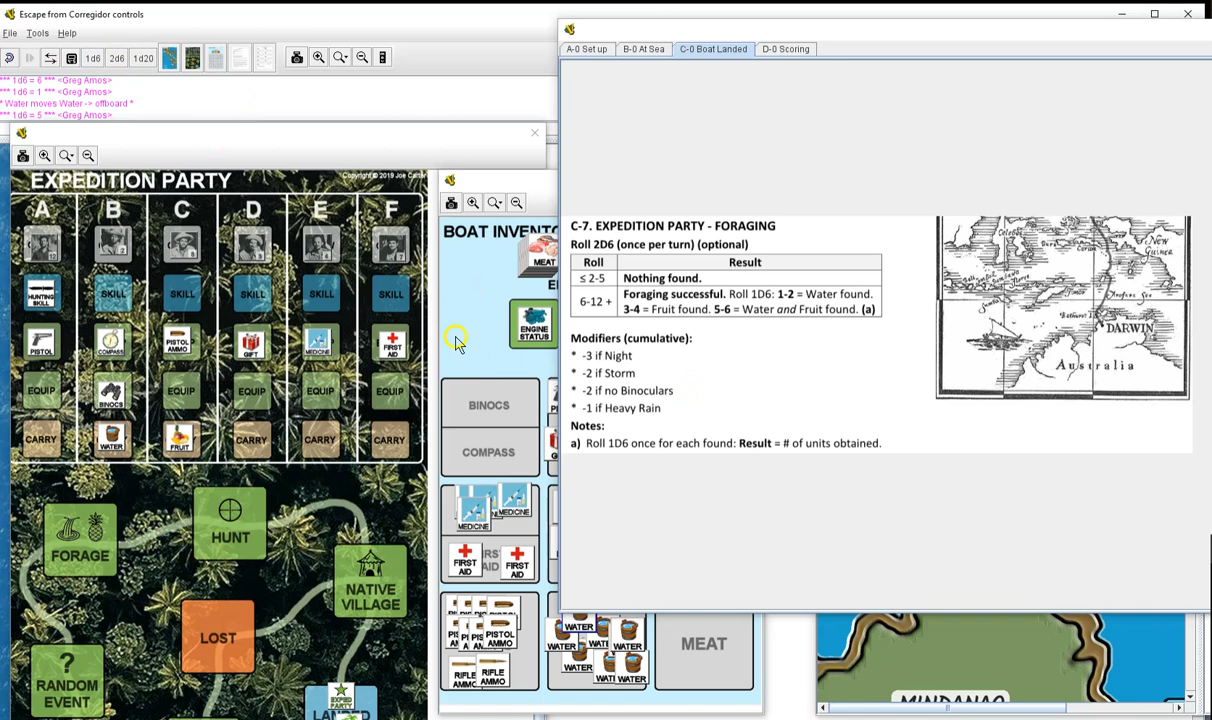 Escape from Corregidor controls
File Tools Help
1d6 2d6 1d20
*** 1d6 = 6 *** <Greg Amos>
*** 1d6 = 1 *** <Greg Amos>
* Water moves Water -> offboard *
*** 1d6 = 5 *** <Greg Amos>
EXPEDITION PARTY
A B C D E F
HUNTING SKILL SKILL SKILL SKILL SKILL SKILL
PISTOL COMPASS PISTOL AMMO GIFT MEDICINE FIRST AID
EQUIP BINOCS EQUIP EQUIP EQUIP EQUIP
CARRY WATER FRUIT CARRY CARRY CARRY
FORAGE
HUNT
NATIVE VILLAGE
LOST
? RANDOM EVENT
EXPED PARTY
BOAT INVENTO
MEAT
ENGINE STATUS
BINOCS
COMPASS
MEDICINE MEDICINE
FIRST AID FIRST AID
PISTOL AMMO
RIFLE AMMO
WATER
WATER WATER
WATER WATER
MEAT
A-0 Set up B-0 At Sea C-0 Boat Landed D-0 Scoring
C-7. EXPEDITION PARTY - FORAGING
Roll 2D6 (once per turn) (optional)
Roll Result
≤ 2-5 Nothing found.
6-12 + Foraging successful. Roll 1D6: 1-2 = Water found.
3-4 = Fruit found. 5-6 = Water and Fruit found. (a)
Modifiers (cumulative):
* -3 if Night
* -2 if Storm
* -2 if no Binoculars
* -1 if Heavy Rain
Notes:
a) Roll 1D6 once for each found: Result = # of units obtained.
DARWIN
Australia
MINDANAO